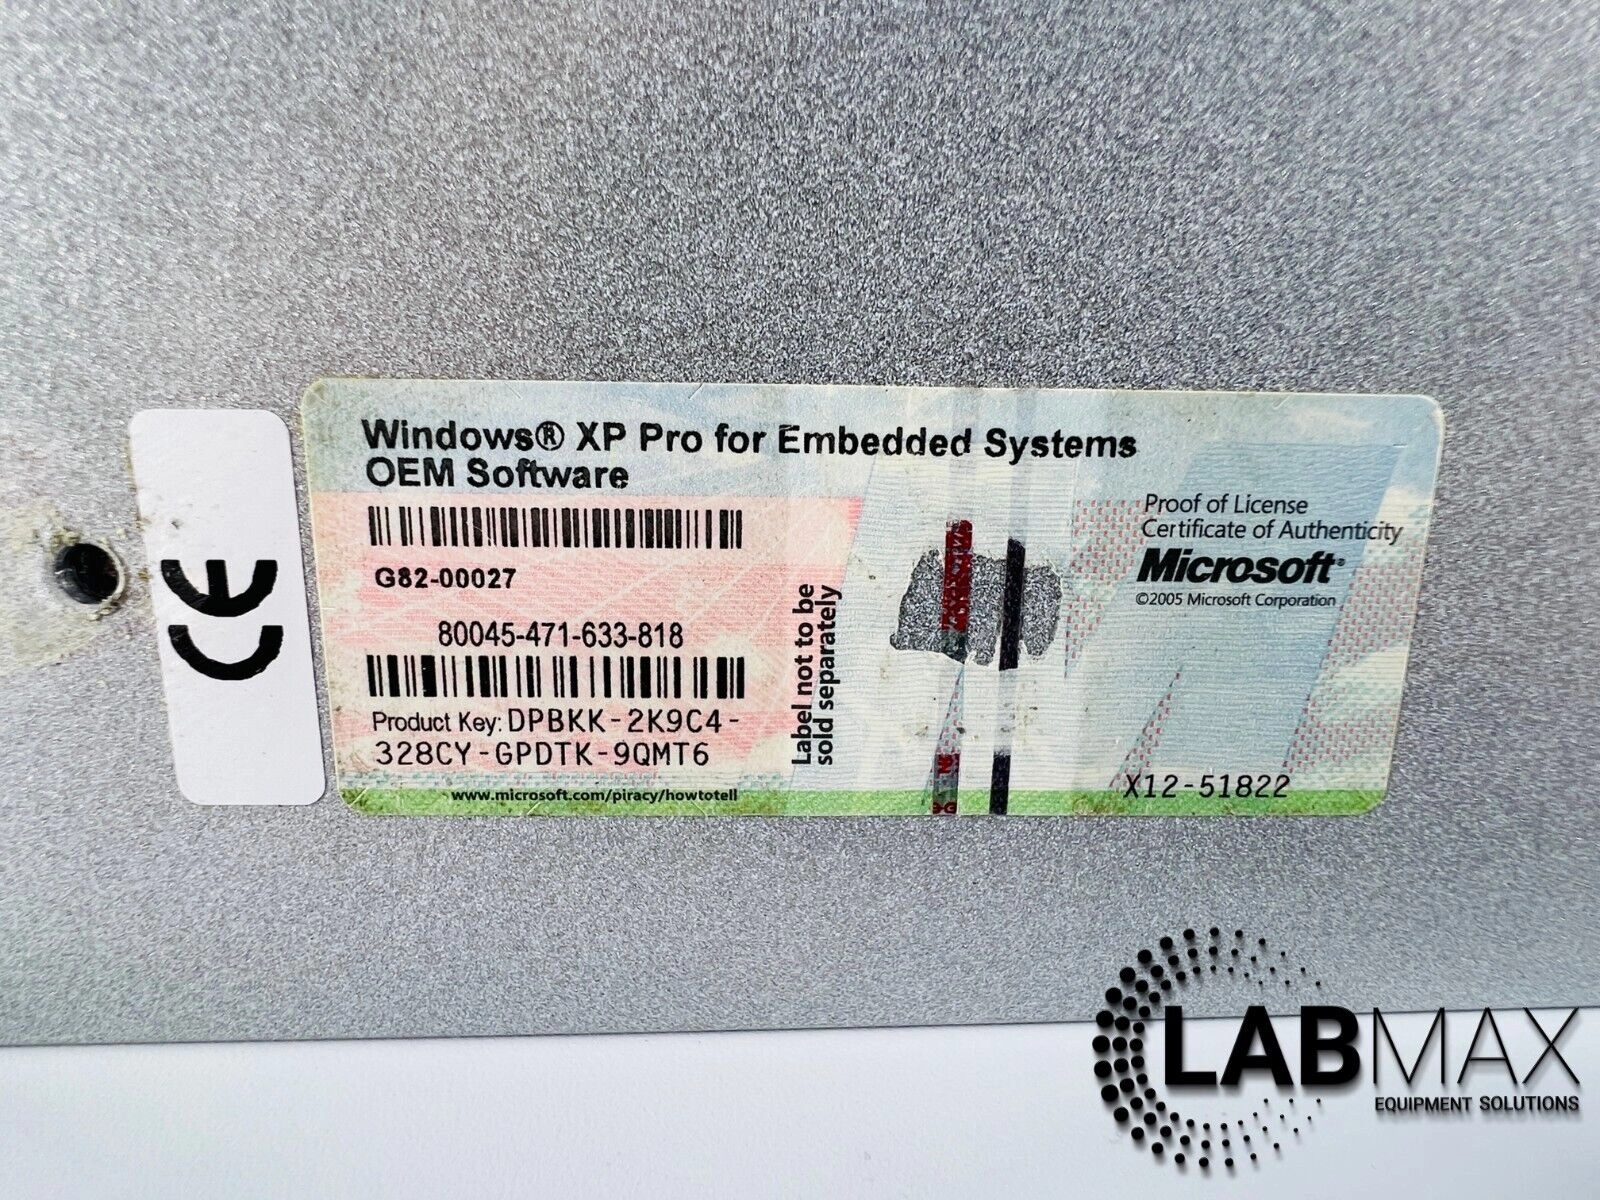 Windows® XP Pro for Embedded Systems
OEM Software
G82-00027
80045-471-633-818
Product Key: DPBKK-2K9C4-
328CY-GPDTK-9QMT6
www.microsoft.com/piracy/howtotell
Label not to be
sold separately
Proof of License
Certificate of Authenticity
Microsoft®
©2005 Microsoft Corporation
X12-51822
CE
LABMAX
EQUIPMENT SOLUTIONS